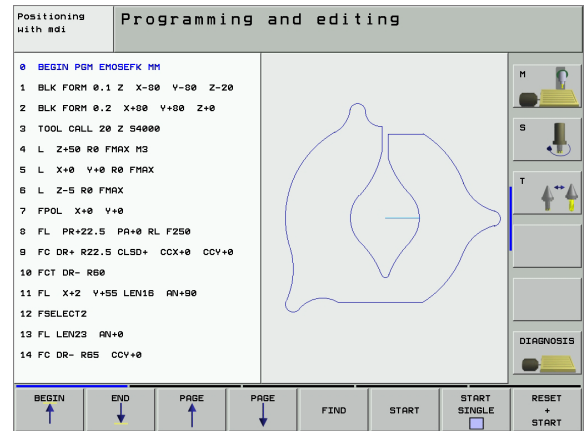 Positioning
with mdi
Programming and editing
0 BEGIN PGM EMOSEFK MM
1 BLK FORM 0.1 Z X-80 Y-80 Z-20
2 BLK FORM 0.2 X+80 Y+80 Z+0
3 TOOL CALL 20 Z S4000
4 L Z+50 R0 FMAX M3
5 L X+0 Y+0 R0 FMAX
6 L Z-5 R0 FMAX
7 FPOL X+0 Y+0
8 FL PR+22.5 PA+0 RL F250
9 FC DR+ R22.5 CLSD+ CCX+0 CCY+0
10 FCT DR- R60
11 FL X+2 Y+55 LEN16 AN+90
12 FSELECT2
13 FL LEN23 AN+0
14 FC DR- R65 CCY+0
M
S
T
DIAGNOSIS
BEGIN
END
PAGE
PAGE
FIND
START
START
SINGLE
RESET
+
START